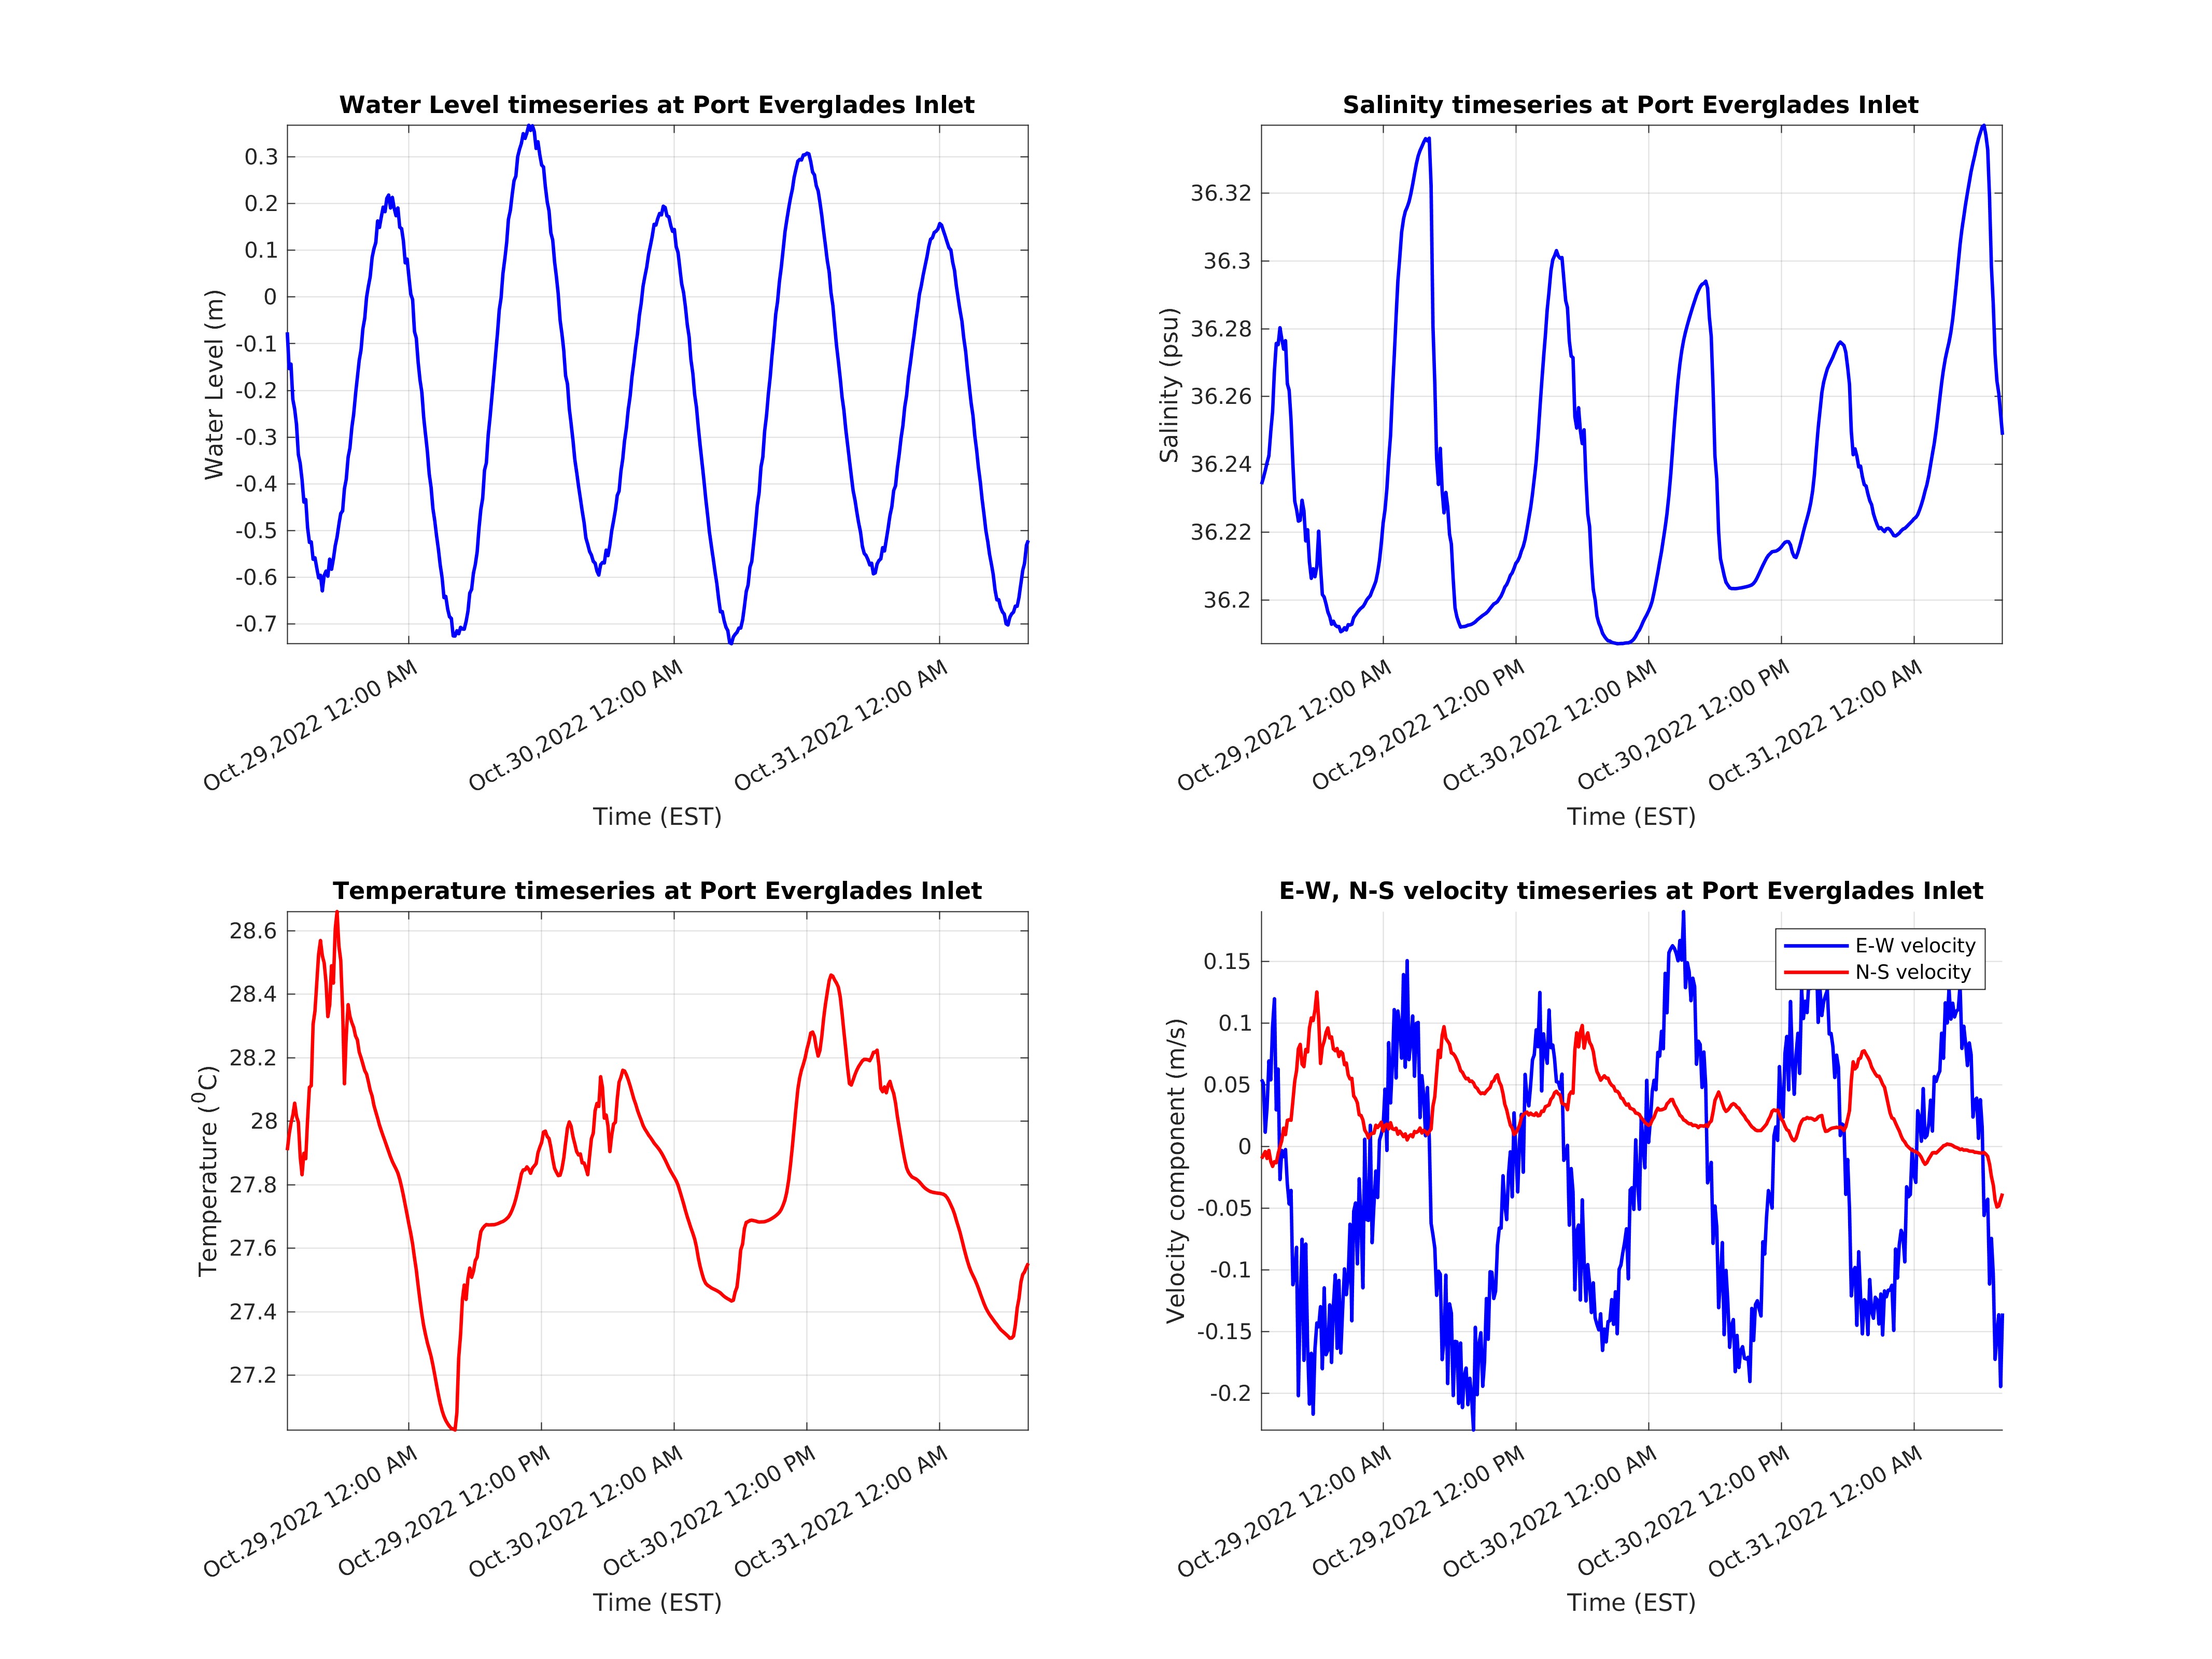 Water Level timeseries at Port Everglades Inlet
Water Level (m)
0.3
0.2
0.1
0
-0.1
-0.2
-0.3
-0.4
-0.5
-0.6
-0.7
Oct.29,2022 12:00 AM
Oct.30,2022 12:00 AM
Oct.31,2022 12:00 AM
Time (EST)
Salinity timeseries at Port Everglades Inlet
Salinity (psu)
36.32
36.3
36.28
36.26
36.24
36.22
36.2
Oct.29,2022 12:00 AM
Oct.29,2022 12:00 PM
Oct.30,2022 12:00 AM
Oct.30,2022 12:00 PM
Oct.31,2022 12:00 AM
Time (EST)
Temperature timeseries at Port Everglades Inlet
Temperature (⁰C)
28.6
28.4
28.2
28
27.8
27.6
27.4
27.2
Oct.29,2022 12:00 AM
Oct.29,2022 12:00 PM
Oct.30,2022 12:00 AM
Oct.30,2022 12:00 PM
Oct.31,2022 12:00 AM
Time (EST)
E-W, N-S velocity timeseries at Port Everglades Inlet
Velocity component (m/s)
0.15
0.1
0.05
0
-0.05
-0.1
-0.15
-0.2
E-W velocity
N-S velocity
Oct.29,2022 12:00 AM
Oct.29,2022 12:00 PM
Oct.30,2022 12:00 AM
Oct.30,2022 12:00 PM
Oct.31,2022 12:00 AM
Time (EST)